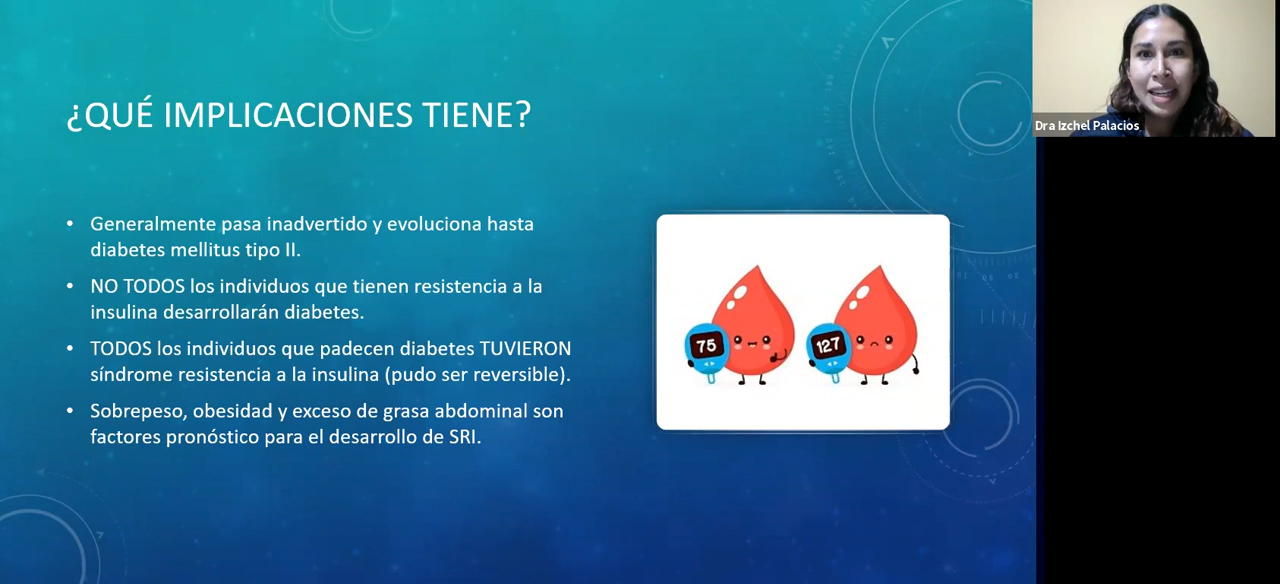 ¿QUÉ IMPLICACIONES TIENE?
• Generalmente pasa inadvertido y evoluciona hasta
diabetes mellitus tipo II.
• NO TODOS los individuos que tienen resistencia a la
insulina desarrollarán diabetes.
• TODOS los individuos que padecen diabetes TUVIERON
síndrome resistencia a la insulina (pudo ser reversible).
• Sobrepeso, obesidad y exceso de grasa abdominal son
factores pronóstico para el desarrollo de SRI.
75
127
Dra Izchel Palacios